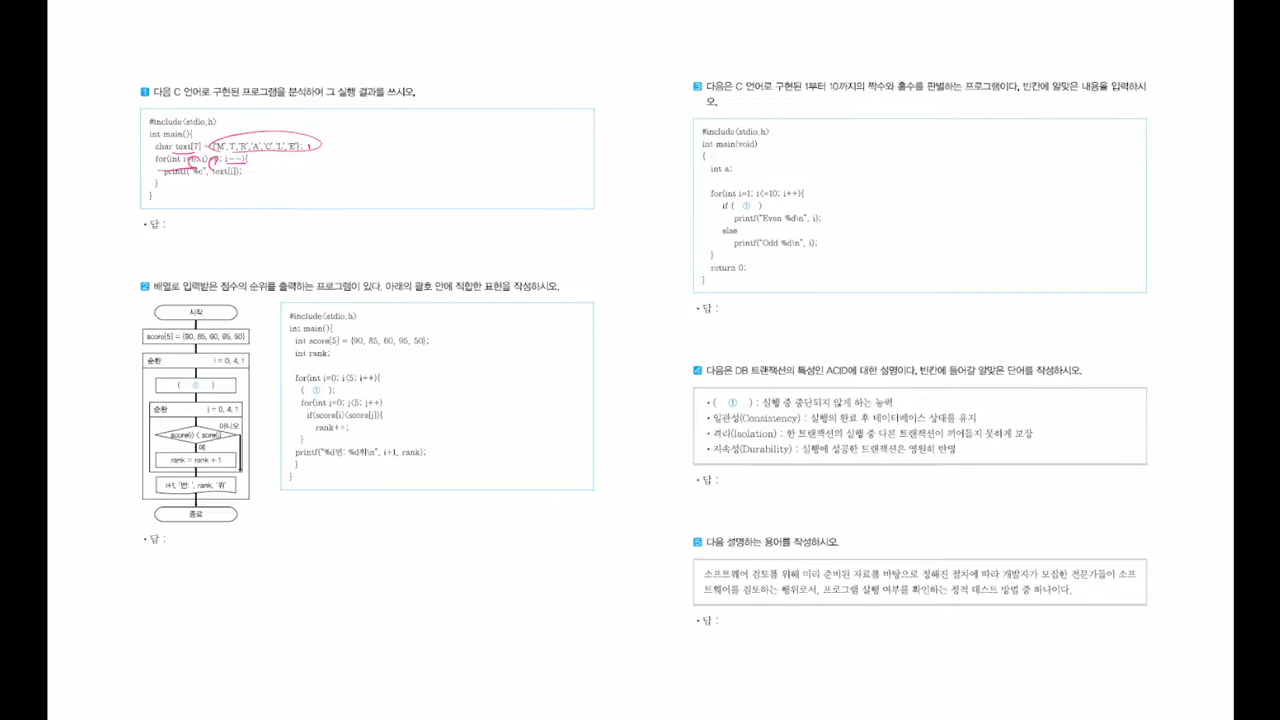 1 다음 C 언어로 구현된 프로그램을 분석하여 그 실행 결과를 쓰시오.
#include<stdio.h>
int main(){
char text[7] = {'M','I','R','A','C','L','E'};
for(int i=6; i>=0; i--){
printf("%c", text[i]);
}
}
• 답 :
2 배열로 입력받은 점수의 순위를 출력하는 프로그램이 있다. 아래의 괄호 안에 적합한 표현을 작성하시오.
시작
score[5] = {90, 85, 60, 95, 50}
순환 i = 0, 4, 1
( ① )
순환 j = 0, 4, 1
아니오
score(i) < sore(j)
예
rank = rank + 1
i+1, '번: ', rank, '위'
종료
#include<stdio.h>
int main(){
int score[5] = {90, 85, 60, 95, 50};
int rank;
for(int i=0; i<5; i++){
( ① );
for(int j=0; j<5; j++)
if(score[i]<score[j]){
rank++;
}
printf("%d번: %d위\n", i+1, rank);
}
}
• 답 :
3 다음은 C 언어로 구현된 1부터 10까지의 짝수와 홀수를 판별하는 프로그램이다. 빈칸에 알맞은 내용을 입력하시
오.
#include<stdio.h>
int main(void)
{
int a;
for(int i=1; i<=10; i++){
if ( ① )
printf("Even %d\n", i);
else
printf("Odd %d\n", i);
}
return 0;
}
• 답 :
4 다음은 DB 트랜잭션의 특성인 ACID에 대한 설명이다. 빈칸에 들어갈 알맞은 단어를 작성하시오.
• ( ① ) : 실행 중 중단되지 않게 하는 능력
• 일관성(Consistency) : 실행의 완료 후 데이터베이스 상태를 유지
• 격리(Isolation) : 한 트랜잭션의 실행 중 다른 트랜잭션이 끼어들지 못하게 보장
• 지속성(Durability) : 실행에 성공한 트랜잭션은 영원히 반영
• 답 :
5 다음 설명하는 용어를 작성하시오.
소프트웨어 검토를 위해 미리 준비된 자료를 바탕으로 정해진 절차에 따라 개발자가 모집한 전문가들이 소프
트웨어를 검토하는 행위로서, 프로그램 실행 여부를 확인하는 정적 테스트 방법 중 하나이다.
• 답 :